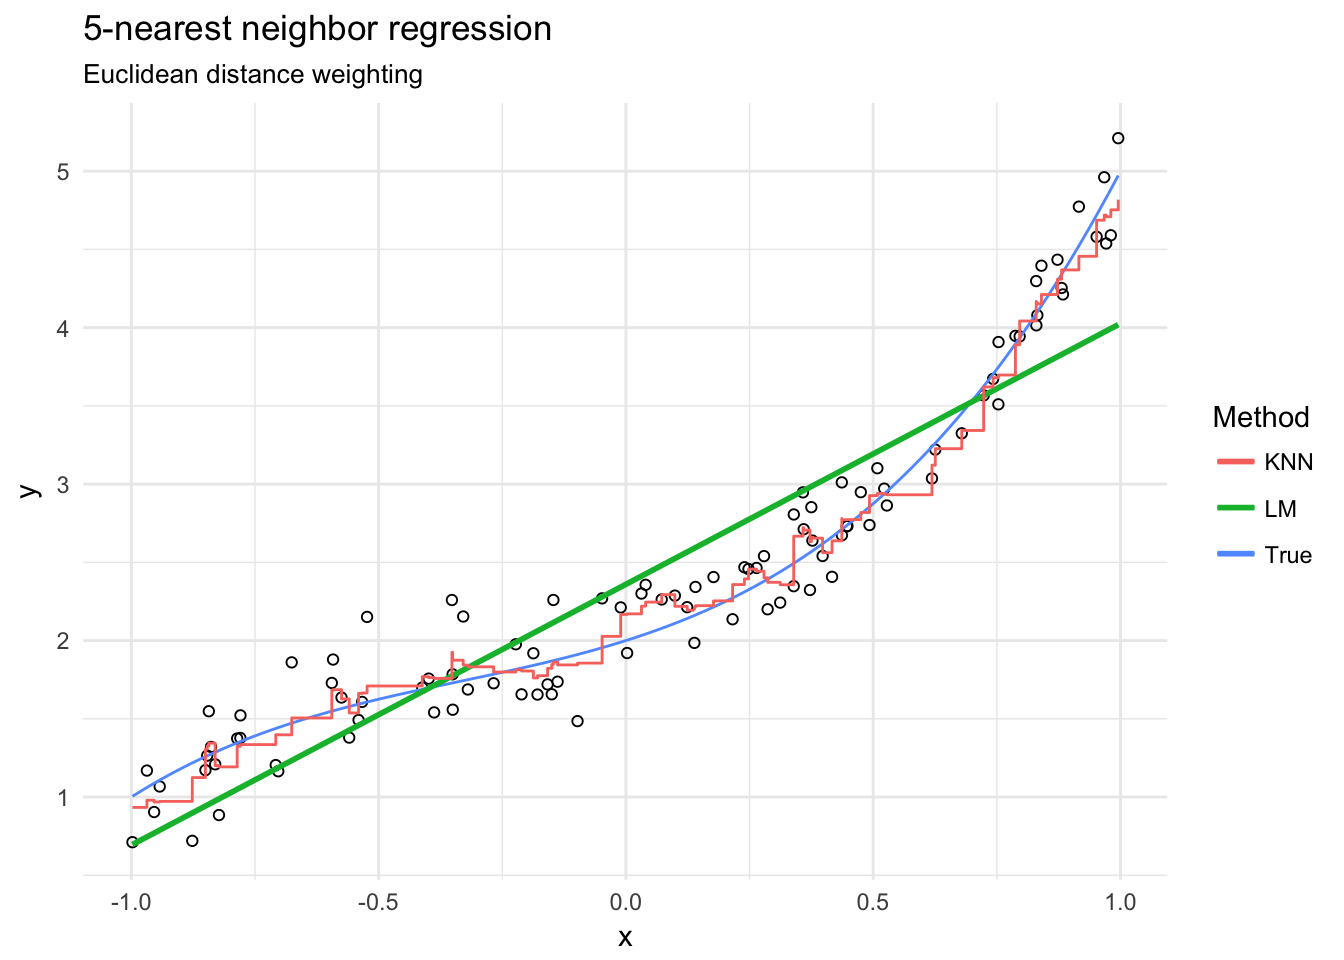 5-nearest neighbor regression
Euclidean distance weighting
5
4
3
2
1
y
-1.0
-0.5
0.0
0.5
1.0
x
Method
KNN
LM
True